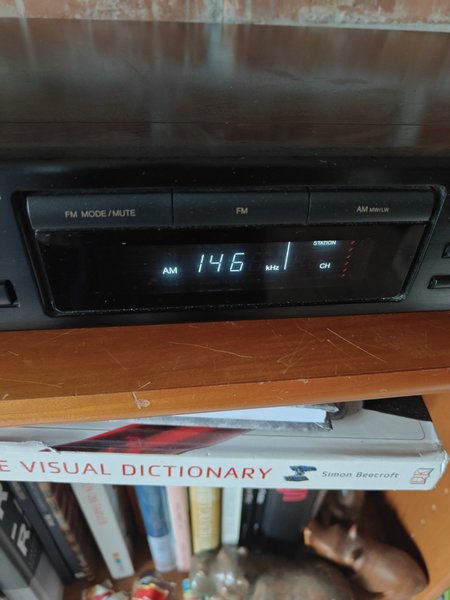 FM MODE/MUTE
FM
AM MW/LW
STATION
AM 146 kHz
CH
E VISUAL DICTIONARY Simon Beecroft